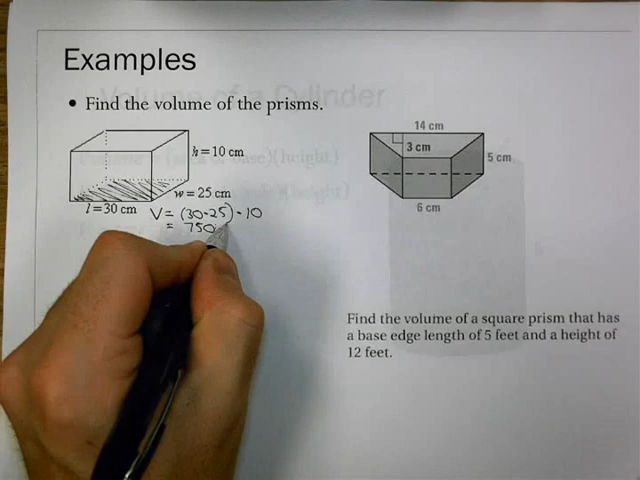 Examples
• Find the volume of the prisms.
h = 10 cm
w = 25 cm
l = 30 cm
V = (30·25)·10
= 750
14 cm
3 cm
5 cm
6 cm
Find the volume of a square prism that has
a base edge length of 5 feet and a height of
12 feet.